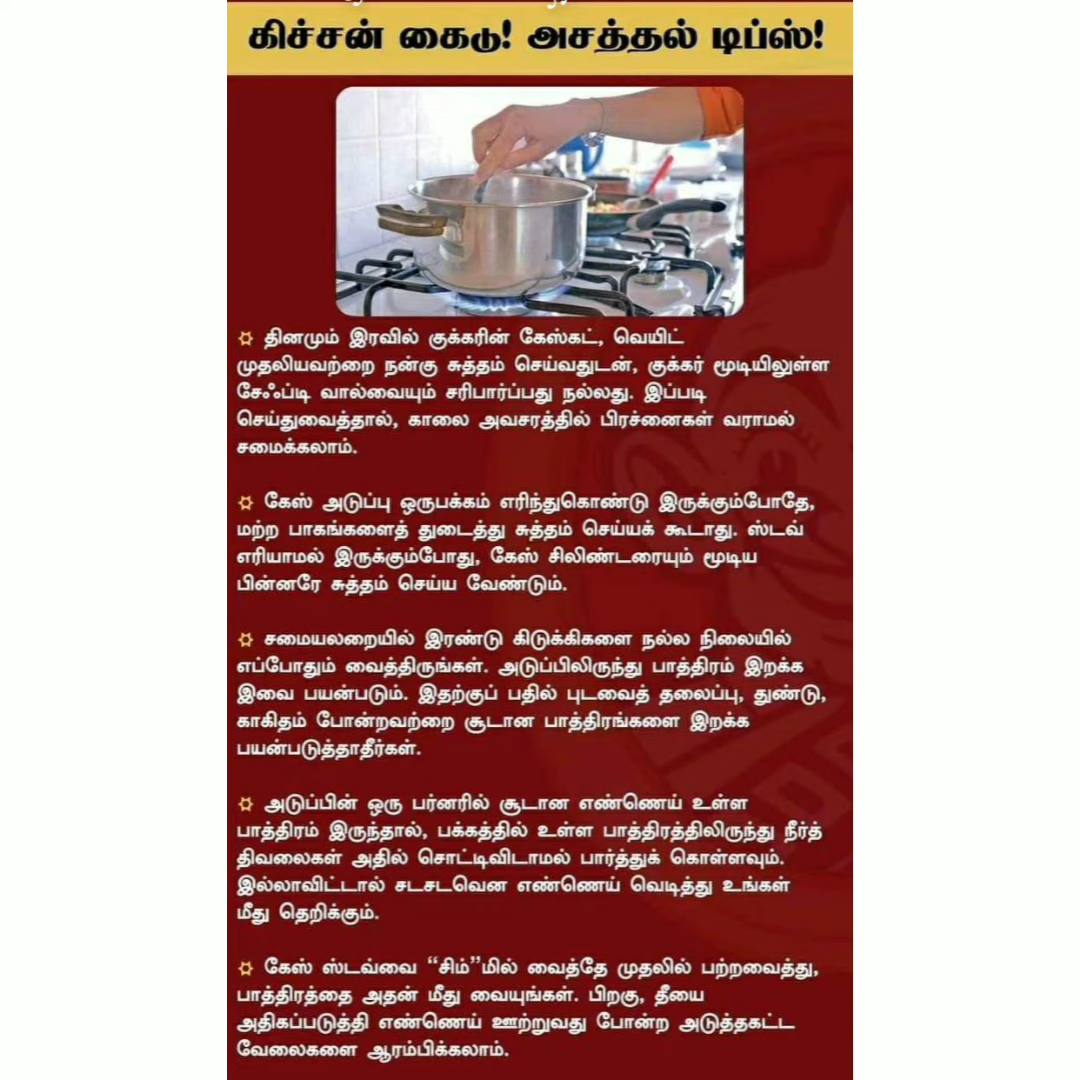 கிச்சன் கைடு! அசத்தல் டிப்ஸ்!
☼ தினமும் இரவில் குக்கரின் கேஸ்கட், வெயிட்
முதலியவற்றை நன்கு சுத்தம் செய்வதுடன், குக்கர் மூடியிலுள்ள
சேஃப்டி வால்வையும் சரிபார்ப்பது நல்லது. இப்படி
செய்துவைத்தால், காலை அவசரத்தில் பிரச்னைகள் வராமல்
சமைக்கலாம்.
☼ கேஸ் அடுப்பு ஒருபக்கம் எரிந்துகொண்டு இருக்கும்போதே,
மற்ற பாகங்களைத் துடைத்து சுத்தம் செய்யக் கூடாது. ஸ்டவ்
எரியாமல் இருக்கும்போது, கேஸ் சிலிண்டரையும் மூடிய
பின்னரே சுத்தம் செய்ய வேண்டும்.
☼ சமையலறையில் இரண்டு கிடுக்கிகளை நல்ல நிலையில்
எப்போதும் வைத்திருங்கள். அடுப்பிலிருந்து பாத்திரம் இறக்க
இவை பயன்படும். இதற்குப் பதில் புடவைத் தலைப்பு, துண்டு,
காகிதம் போன்றவற்றை சூடான பாத்திரங்களை இறக்க
பயன்படுத்தாதீர்கள்.
☼ அடுப்பின் ஒரு பர்னரில் சூடான எண்ணெய் உள்ள
பாத்திரம் இருந்தால், பக்கத்தில் உள்ள பாத்திரத்திலிருந்து நீர்த்
திவலைகள் அதில் சொட்டிவிடாமல் பார்த்துக் கொள்ளவும்.
இல்லாவிட்டால் சடசடவென எண்ணெய் வெடித்து உங்கள்
மீது தெறிக்கும்.
☼ கேஸ் ஸ்டவ்வை “சிம்”மில் வைத்தே முதலில் பற்றவைத்து,
பாத்திரத்தை அதன் மீது வையுங்கள். பிறகு, தீயை
அதிகப்படுத்தி எண்ணெய் ஊற்றுவது போன்ற அடுத்தகட்ட
வேலைகளை ஆரம்பிக்கலாம்.